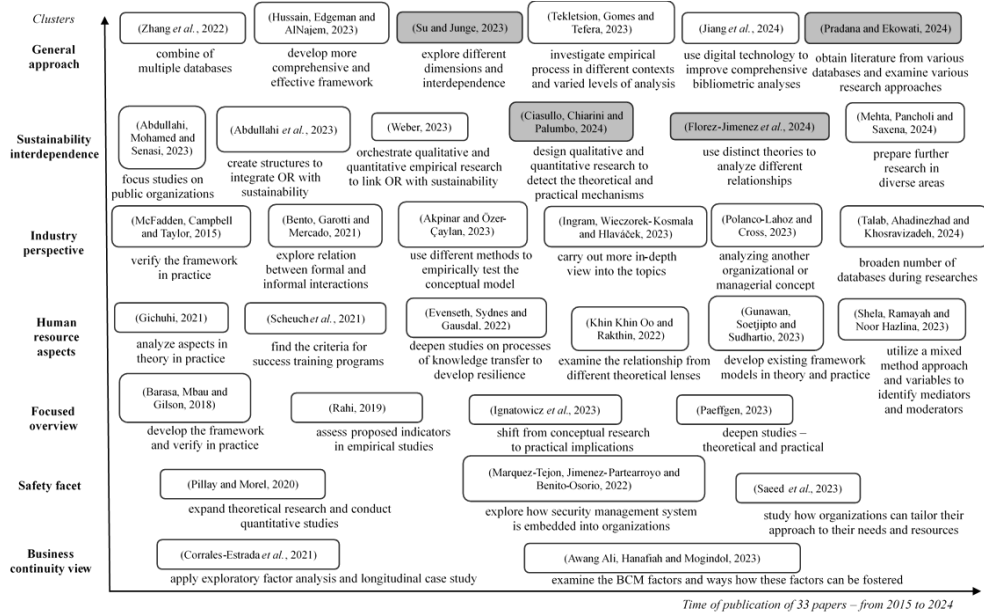 Clusters
General
approach
(Zhang et al. 2022)
combine of
multiple databases
(Hussain, Edgeman and
AlNajem, 2023)
develop more
comprehensive and
effective framework
(Su and Junge, 2023)
explore different
dimensions and
interdependence
(Tekletsion, Gomes and
Tefera, 2023)
investigate empirical
process in different contexts
and varied levels of analysis
(Jiang et al., 2024)
use digital technology to
improve comprehensive
bibliometric analyses
(Pradana and Ekowati, 2024)
obtain literature from various
databases and examine various
research approaches
Sustainability
interdependence
(Abdullahi,
Mohamed and
Senasi, 2023)
focus studies on
public organizations
(Abdullahi et al., 2023)
create structures to
integrate OR with
sustainability
(Weber, 2023)
orchestrate qualitative and
quantitative empirical research
to link OR with sustainability
(Ciasullo, Chiarini and
Palumbo, 2024)
design qualitative and
quantitative research to
detect the theoretical and
practical mechanisms
(Florez-Jimenez et al., 2024)
use distinct theories to
analyze different
relationships
(Mehta, Pancholi and
Saxena, 2024)
prepare further
research in
diverse areas
Industry
perspective
(McFadden, Campbell
and Taylor, 2015)
verify the framework
in practice
(Bento, Garotti and
Mercado, 2021)
explore relation
between formal and
informal interactions
(Akpinar and Özer-
Çaylan, 2023)
use different methods to
empirically test the
conceptual model
(Ingram, Wieczorek-Kosmala
and Hlaváček, 2023)
carry out more in-depth
view into the topics
(Polanco-Lahoz and
Cross, 2023)
analyzing another
organizational or
managerial concept
(Talab, Ahadinezhad and
Khosravizadeh, 2024)
broaden number of
databases during researches
Human
resource
aspects
(Gichuhi, 2021)
analyze aspects in
theory in practice
(Scheuch et al., 2021)
find the criteria for
success training programs
(Evenseth, Sydnes and
Gausdal, 2022)
deepen studies on processes
of knowledge transfer to
develop resilience
(Khin Khin Oo and
Rakthin, 2022)
examine the relationship from
different theoretical lenses
(Gunawan,
Soetjipto and
Sudhartio, 2023)
develop existing framework
models in theory and practice
(Shela, Ramayah and
Noor Hazlina, 2023)
utilize a mixed
method approach
and variables to
identify mediators
and moderators
Focused
overview
(Barasa, Mbau and
Gilson, 2018)
develop the framework
and verify in practice
(Rahi, 2019)
assess proposed indicators
in empirical studies
(Ignatowicz et al., 2023)
shift from conceptual research
to practical implications
(Paeffgen, 2023)
deepen studies –
theoretical and practical
Safety facet
(Pillay and Morel, 2020)
expand theoretical research and conduct
quantitative studies
(Marquez-Tejon, Jimenez-Partearroyo and
Benito-Osorio, 2022)
explore how security management
system is embedded into organizations
(Saeed et al., 2023)
study how organizations can tailor their
approach to their needs and resources
Business
continuity view
(Corrales-Estrada et al., 2021)
apply exploratory factor analysis and longitudinal case study
(Awang Ali, Hanafiah and Mogindol, 2023)
examine the BCM factors and ways how these factors can be fostered
Time of publication of 33 papers – from 2015 to 2024